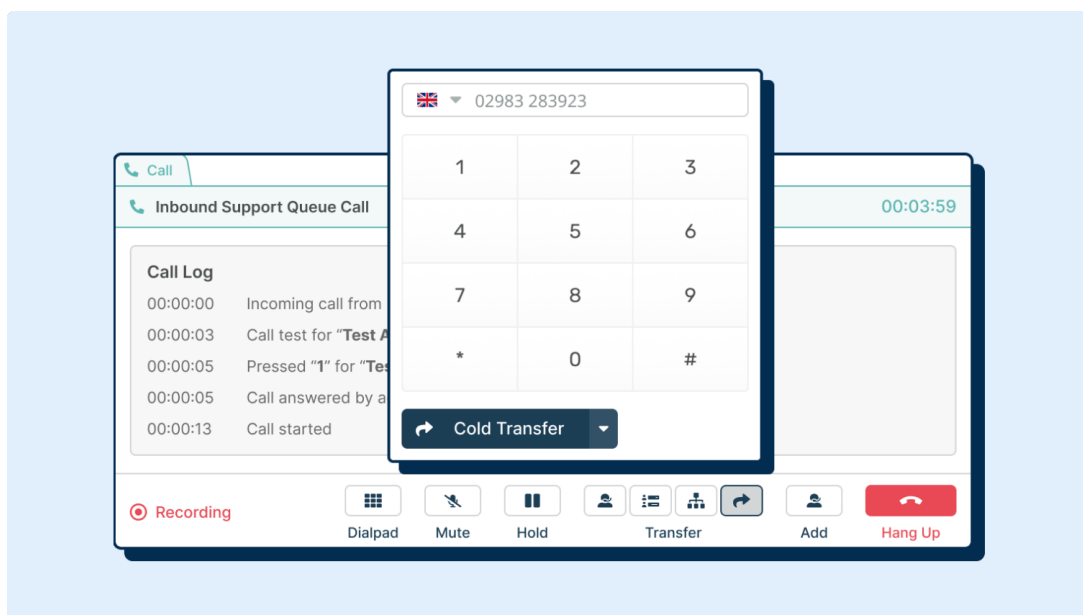 02983 283923
1 2 3
4 5 6
7 8 9
* 0 #
Cold Transfer
Call
Inbound Support Queue Call 00:03:59
Call Log
00:00:00 Incoming call from
00:00:03 Call test for “Test
00:00:05 Pressed “1” for “
00:00:05 Call answered by
00:00:13 Call started
Recording
Dialpad Mute Hold Transfer Add Hang Up